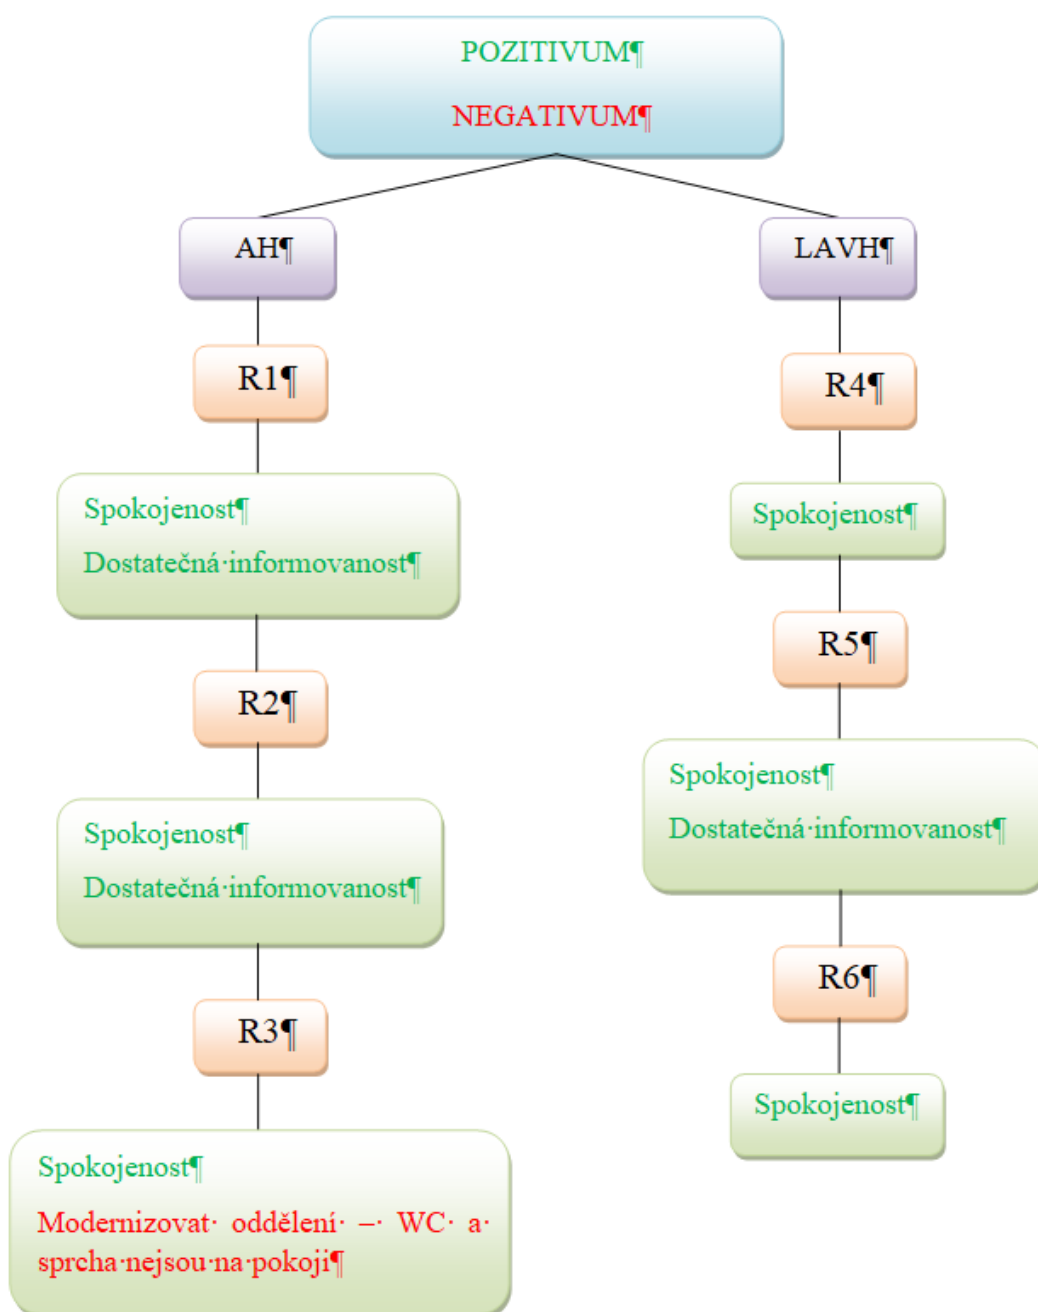 POZITIVUM¶
NEGATIVUM¶
AH¶
R1¶
Spokojenost¶
Dostatečná·informovanost¶
R2¶
Spokojenost¶
Dostatečná·informovanost¶
R3¶
Spokojenost¶
Modernizovat· oddělení· –· WC· a·
sprcha·nejsou·na·pokoji¶
LAVH¶
R4¶
Spokojenost¶
R5¶
Spokojenost¶
Dostatečná·informovanost¶
R6¶
Spokojenost¶